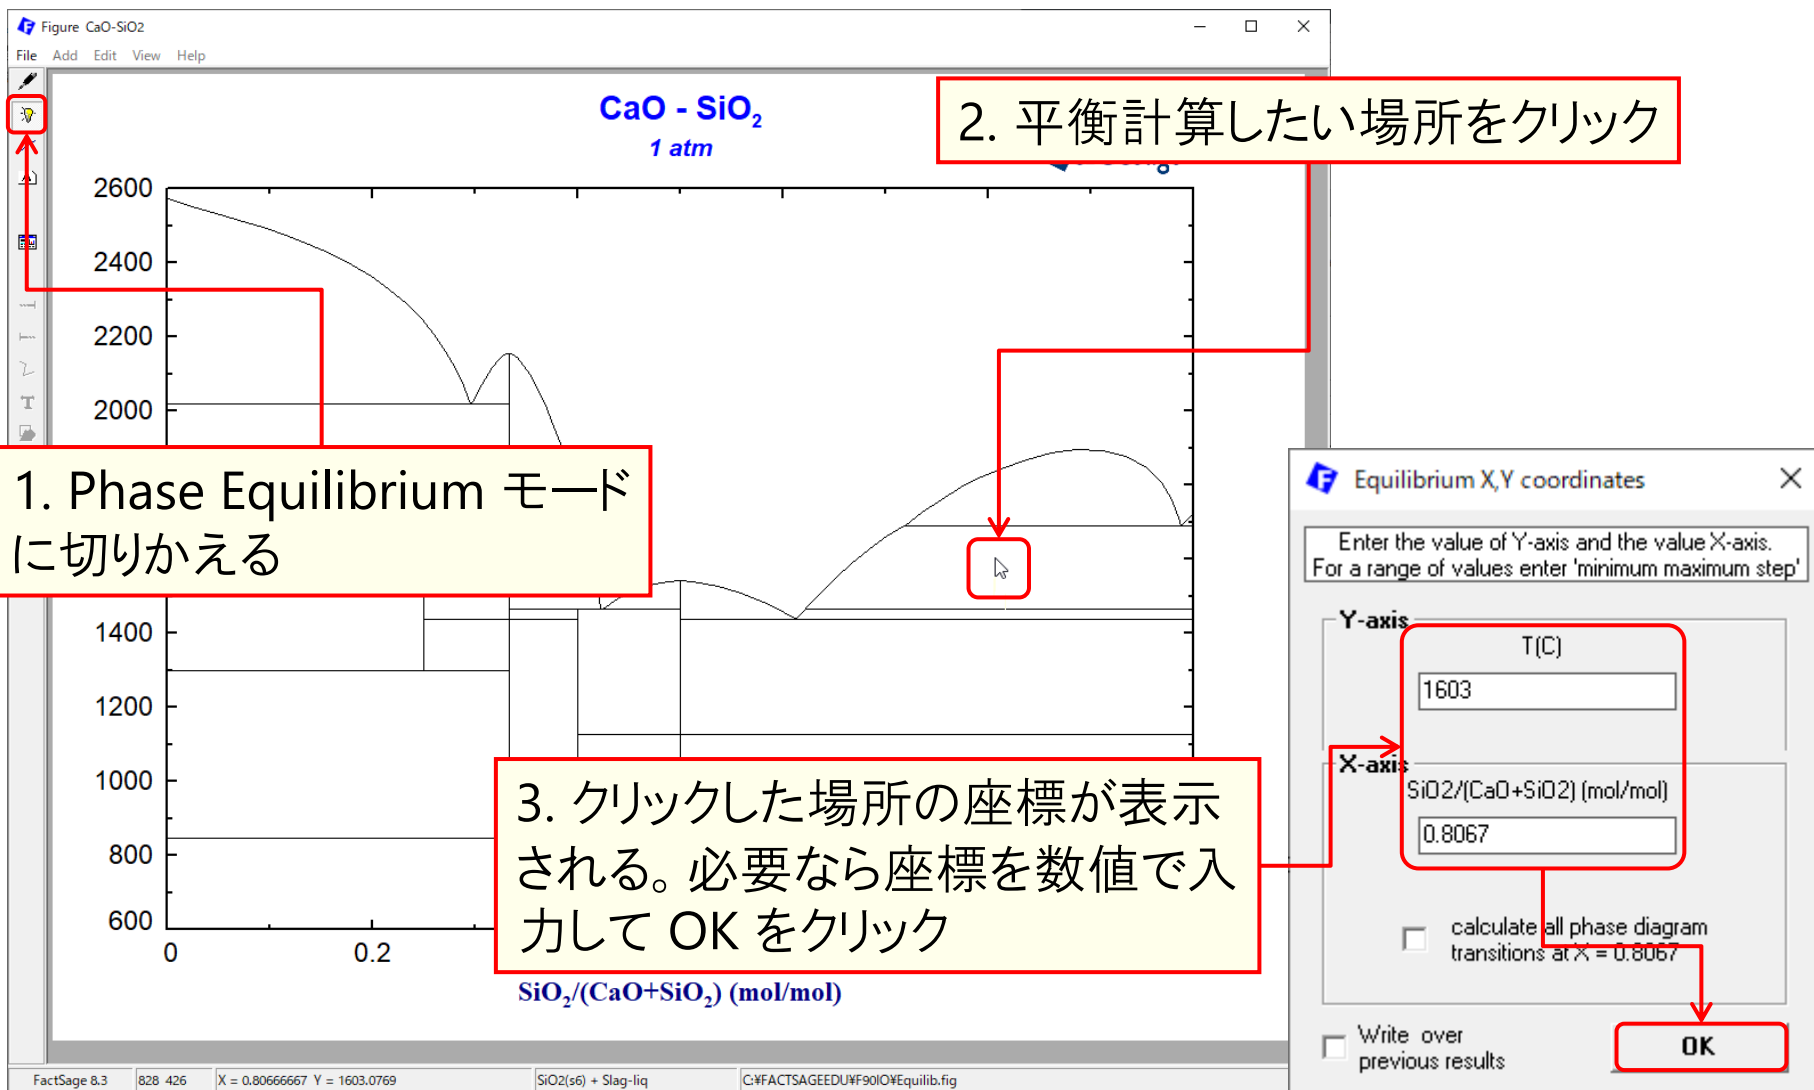 Figure CaO-SiO2
File Add Edit View Help
CaO - SiO₂
1 atm
2. 平衡計算したい場所をクリック
2600
2400
2200
2000
1. Phase Equilibrium モード
に切りかえる
1400
1200
1000
800
600
0 0.2
SiO₂/(CaO+SiO₂) (mol/mol)
3. クリックした場所の座標が表示
される。必要なら座標を数値で入
力して OK をクリック
Equilibrium X,Y coordinates
Enter the value of Y-axis and the value X-axis.
For a range of values enter 'minimum maximum step'
Y-axis
T(C)
1603
X-axis
SiO2/(CaO+SiO2) (mol/mol)
0.8067
calculate all phase diagram
transitions at X = 0.8067
Write over
previous results
OK
FactSage 8.3 828 426 X = 0.80666667 Y = 1603.0769 SiO2(s6) + Slag-liq C:¥FACTSAGEEDU¥F90IO¥Equilib.fig